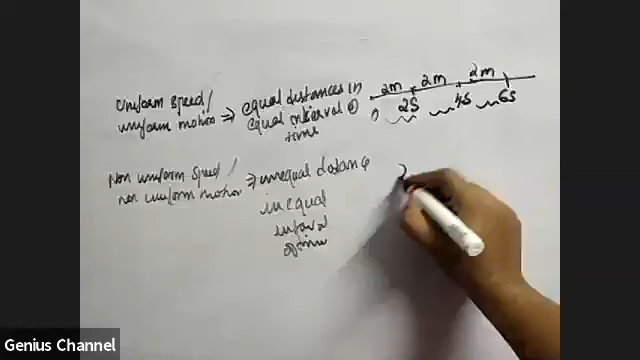 Uniform speed/
uniform motion ⇒ equal distances in
equal interval of
time
2m 2m 2m
0 2S 4S 6S
Non uniform speed/
non uniform motion ⇒ unequal distance
in equal
interval
of time
Genius Channel